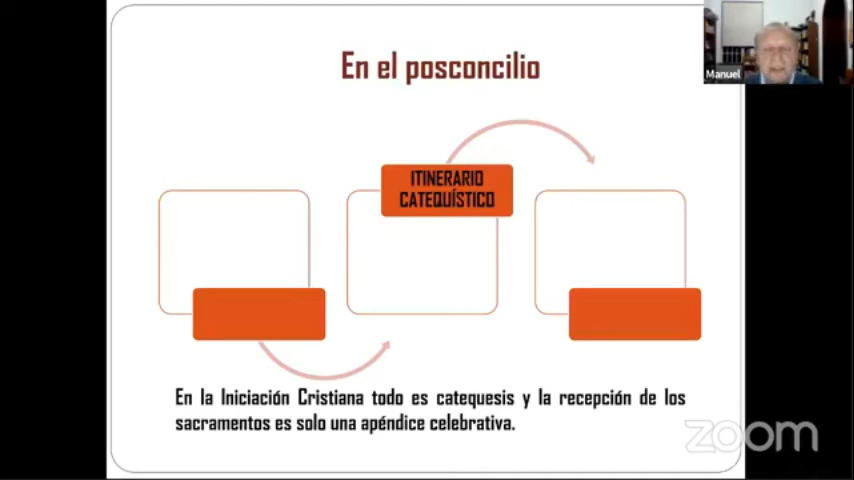 En el posconcilio
Manuel
ITINERARIO
CATEQUÍSTICO
En la Iniciación Cristiana todo es catequesis y la recepción de los
sacramentos es solo una apéndice celebrativa.
zoom